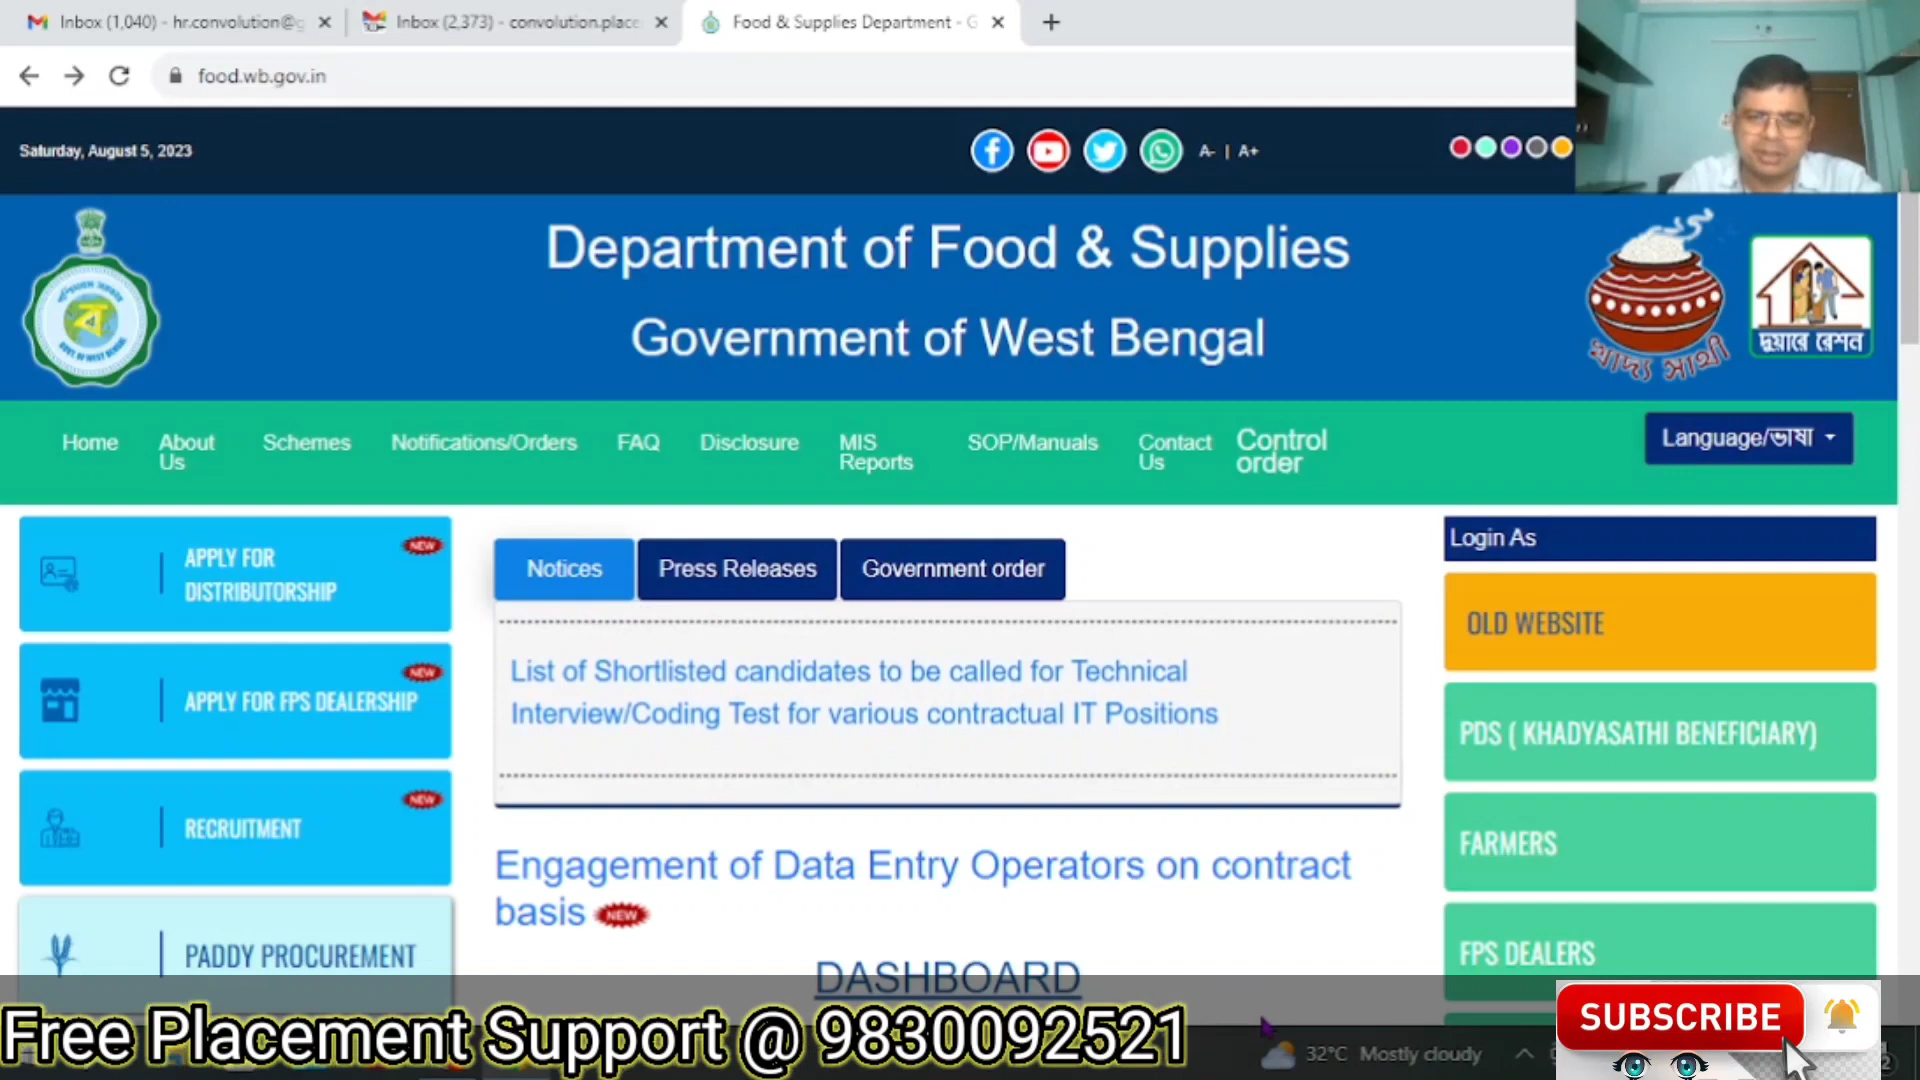 Inbox (1,040) - hr.convolution@g
Inbox (2,373) - convolution.place
Food & Supplies Department - G
food.wb.gov.in
Saturday, August 5, 2023
A- | A+
Department of Food & Supplies
Government of West Bengal
খাদ্য সাথী
দুয়ারে রেশন
Home
About Us
Schemes
Notifications/Orders
FAQ
Disclosure
MIS Reports
SOP/Manuals
Contact Us
Control order
Language/ভাষা
APPLY FOR
DISTRIBUTORSHIP
NEW
APPLY FOR FPS DEALERSHIP
NEW
RECRUITMENT
NEW
PADDY PROCUREMENT
Notices
Press Releases
Government order
List of Shortlisted candidates to be called for Technical
Interview/Coding Test for various contractual IT Positions
Engagement of Data Entry Operators on contract
basis NEW
DASHBOARD
Login As
OLD WEBSITE
PDS ( KHADYASATHI BENEFICIARY)
FARMERS
FPS DEALERS
Free Placement Support @ 9830092521
32°C Mostly cloudy
SUBSCRIBE